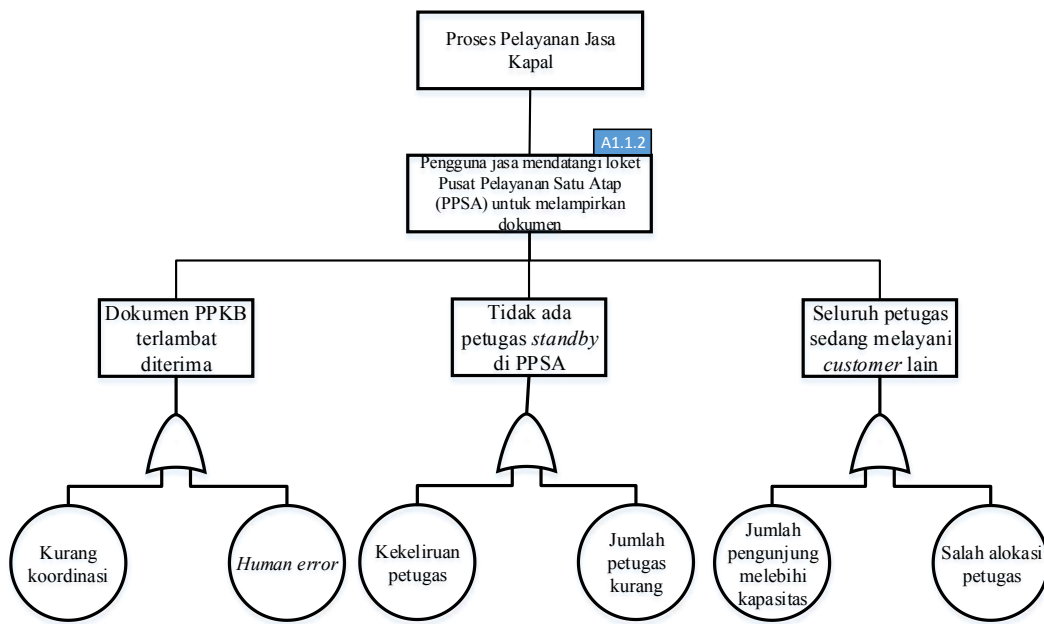 Proses Pelayanan Jasa
Kapal
A1.1.2
Pengguna jasa mendatangi loket
Pusat Pelayanan Satu Atap
(PPSA) untuk melampirkan
dokumen
Dokumen PPKB
terlambat
diterima
Tidak ada
petugas standby
di PPSA
Seluruh petugas
sedang melayani
customer lain
Kurang
koordinasi
Human error
Kekeliruan
petugas
Jumlah
petugas
kurang
Jumlah
pengunjung
melebihi
kapasitas
Salah alokasi
petugas